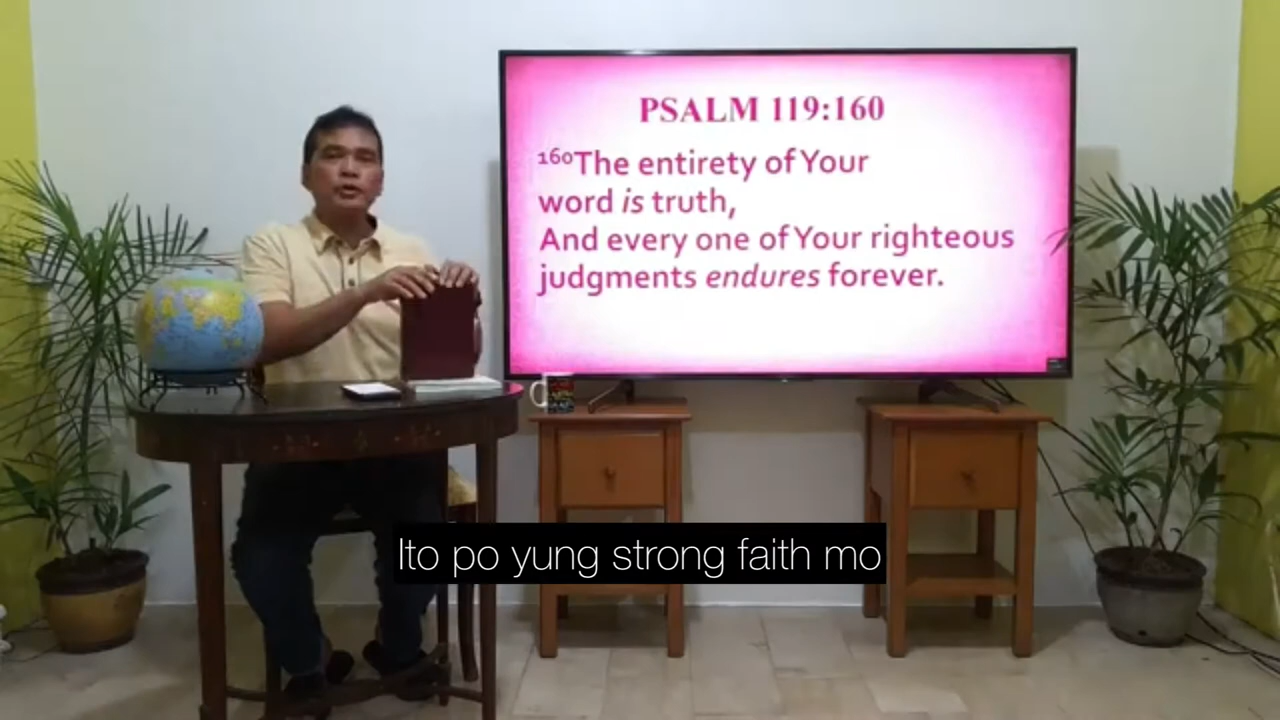 PSALM 119:160
¹⁶⁰The entirety of Your
word is truth,
And every one of Your righteous
judgments endures forever.
Ito po yung strong faith mo